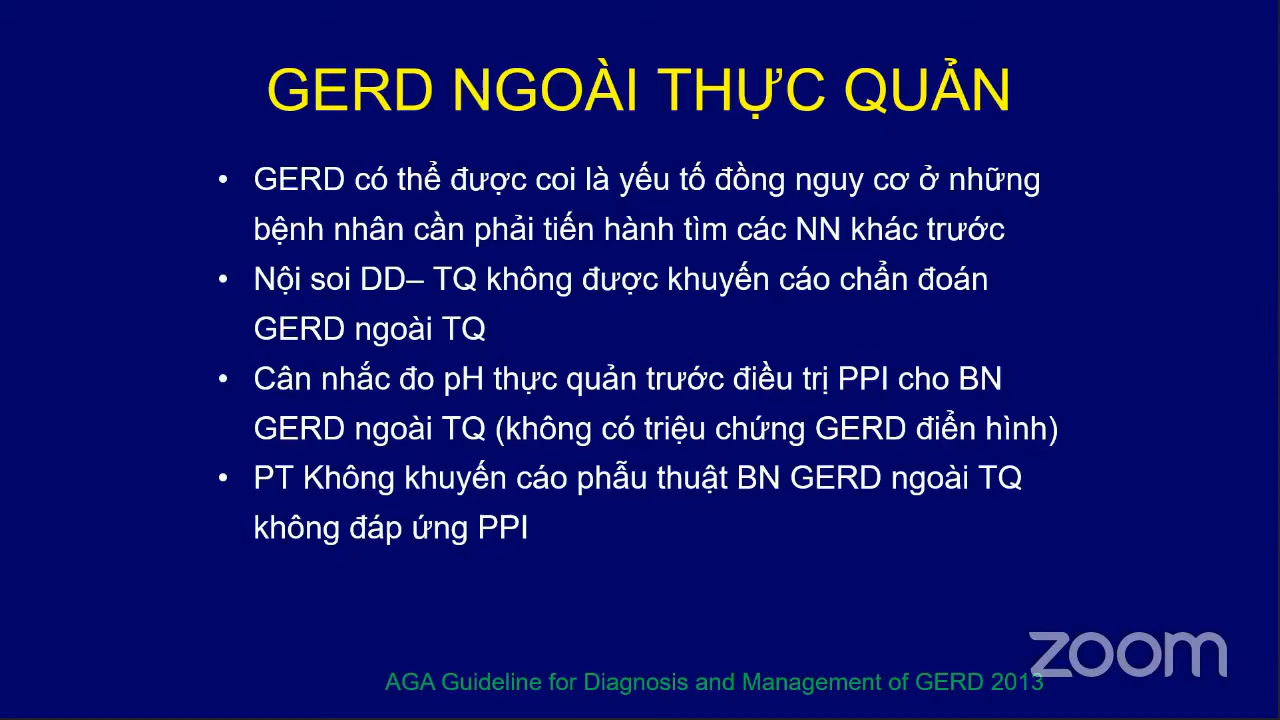 GERD NGOÀI THỰC QUẢN
• GERD có thể được coi là yếu tố đồng nguy cơ ở những
bệnh nhân cần phải tiến hành tìm các NN khác trước
• Nội soi DD– TQ không được khuyến cáo chẩn đoán
GERD ngoài TQ
• Cân nhắc đo pH thực quản trước điều trị PPI cho BN
GERD ngoài TQ (không có triệu chứng GERD điển hình)
• PT Không khuyến cáo phẫu thuật BN GERD ngoài TQ
không đáp ứng PPI
zoom
AGA Guideline for Diagnosis and Management of GERD 2013